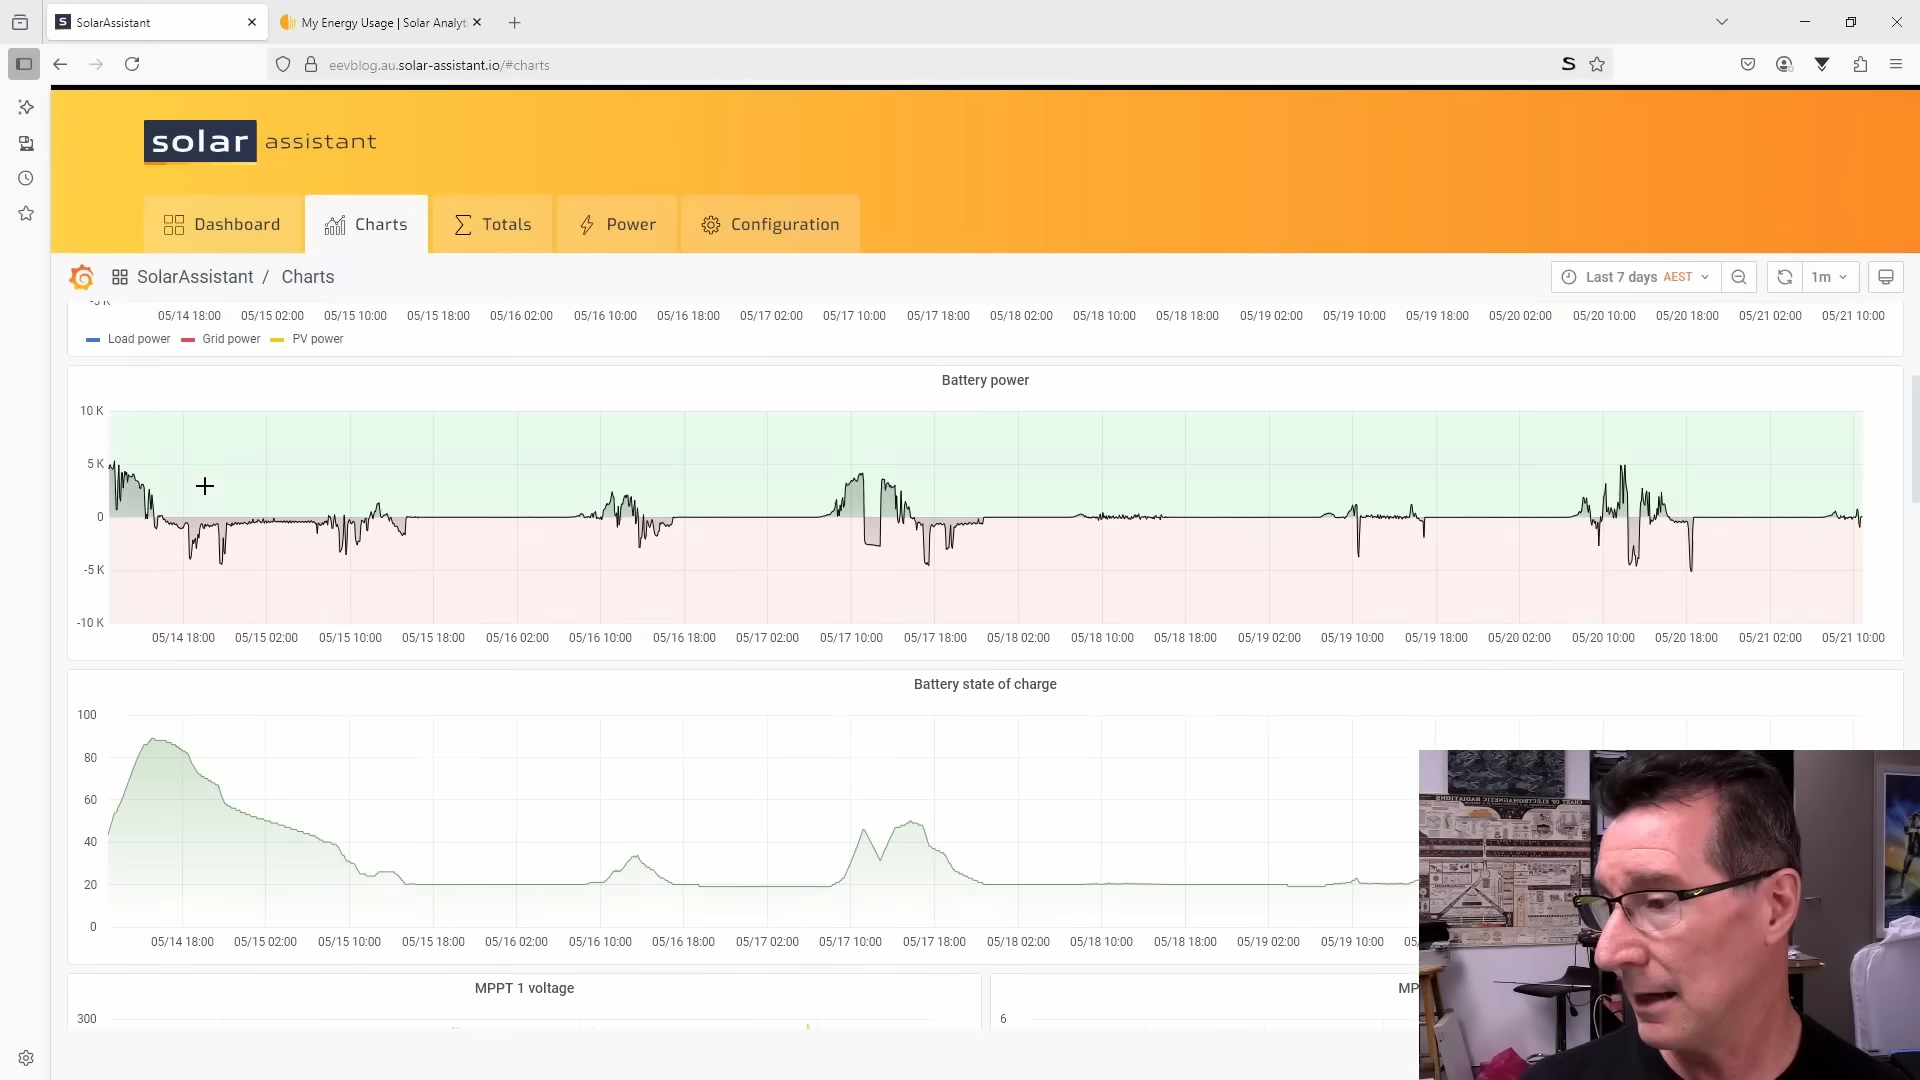 SolarAssistant
My Energy Usage | Solar Analyt
eevblog.au.solar-assistant.io/#charts
S
solar assistant
Dashboard
Charts
Totals
Power
Configuration
SolarAssistant / Charts
Last 7 days AEST
1m
05/14 18:00 05/15 02:00 05/15 10:00 05/15 18:00 05/16 02:00 05/16 10:00 05/16 18:00 05/17 02:00 05/17 10:00 05/17 18:00 05/18 02:00 05/18 10:00 05/18 18:00 05/19 02:00 05/19 10:00 05/19 18:00 05/20 02:00 05/20 10:00 05/20 18:00 05/21 02:00 05/21 10:00
Load power Grid power PV power
Battery power
10 K
5 K
0
-5 K
-10 K
05/14 18:00 05/15 02:00 05/15 10:00 05/15 18:00 05/16 02:00 05/16 10:00 05/16 18:00 05/17 02:00 05/17 10:00 05/17 18:00 05/18 02:00 05/18 10:00 05/18 18:00 05/19 02:00 05/19 10:00 05/19 18:00 05/20 02:00 05/20 10:00 05/20 18:00 05/21 02:00 05/21 10:00
Battery state of charge
100
80
60
40
20
0
05/14 18:00 05/15 02:00 05/15 10:00 05/15 18:00 05/16 02:00 05/16 10:00 05/16 18:00 05/17 02:00 05/17 10:00 05/17 18:00 05/18 02:00 05/18 10:00 05/18 18:00 05/19 02:00 05/19 10:00 05
MPPT 1 voltage
MP
300
6
CHART OF ELECTROMAGNETIC RADIATIONS